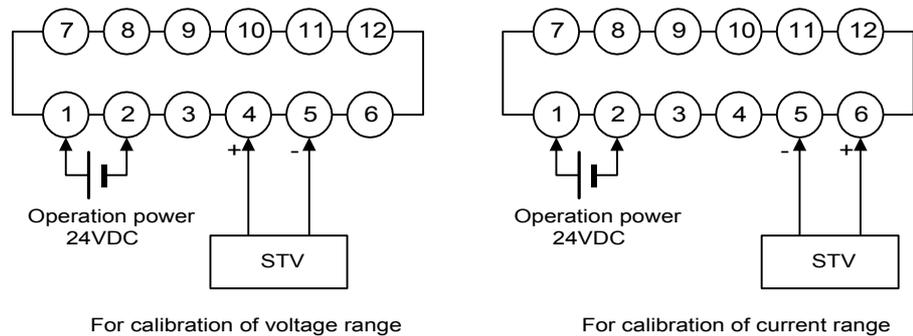 7 8 9 10 11 12
1 2 3 4 5 6
+ -
Operation power
24VDC
STV
For calibration of voltage range
7 8 9 10 11 12
1 2 3 4 5 6
- +
Operation power
24VDC
STV
For calibration of current range